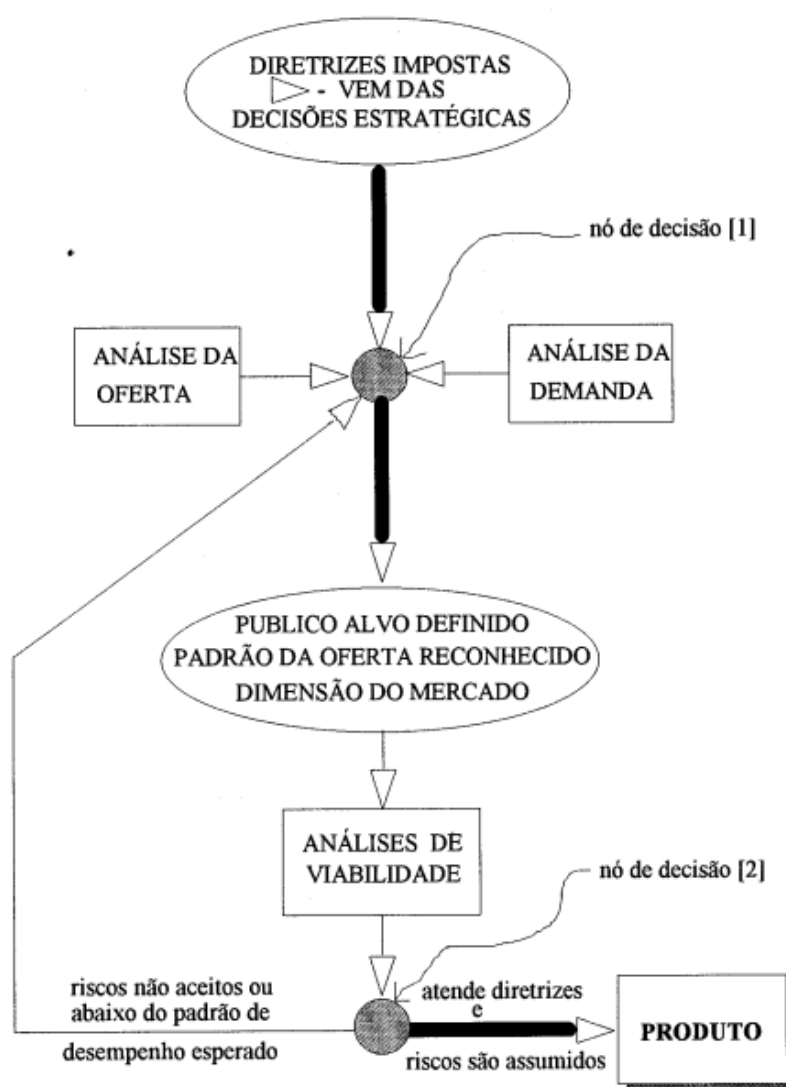 DIRETRIZES IMPOSTAS
- VEM DAS
DECISÕES ESTRATÉGICAS
nó de decisão [1]
ANÁLISE DA
OFERTA
ANÁLISE DA
DEMANDA
PUBLICO ALVO DEFINIDO
PADRÃO DA OFERTA RECONHECIDO
DIMENSÃO DO MERCADO
ANÁLISES DE
VIABILIDADE
nó de decisão [2]
riscos não aceitos ou
abaixo do padrão de
desempenho esperado
atende diretrizes
e
riscos são assumidos
PRODUTO